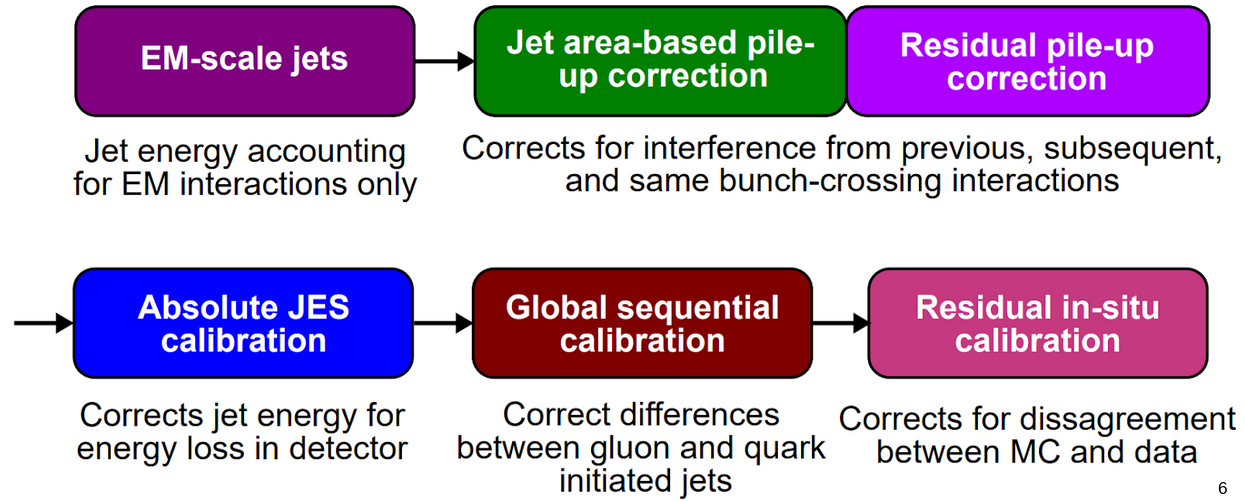 EM-scale jets
Jet area-based pile-
up correction
Residual pile-up
correction
Jet energy accounting
for EM interactions only
Corrects for interference from previous, subsequent,
and same bunch-crossing interactions
Absolute JES
calibration
Global sequential
calibration
Residual in-situ
calibration
Corrects jet energy for
energy loss in detector
Correct differences
between gluon and quark
initiated jets
Corrects for dissagreement
between MC and data
6